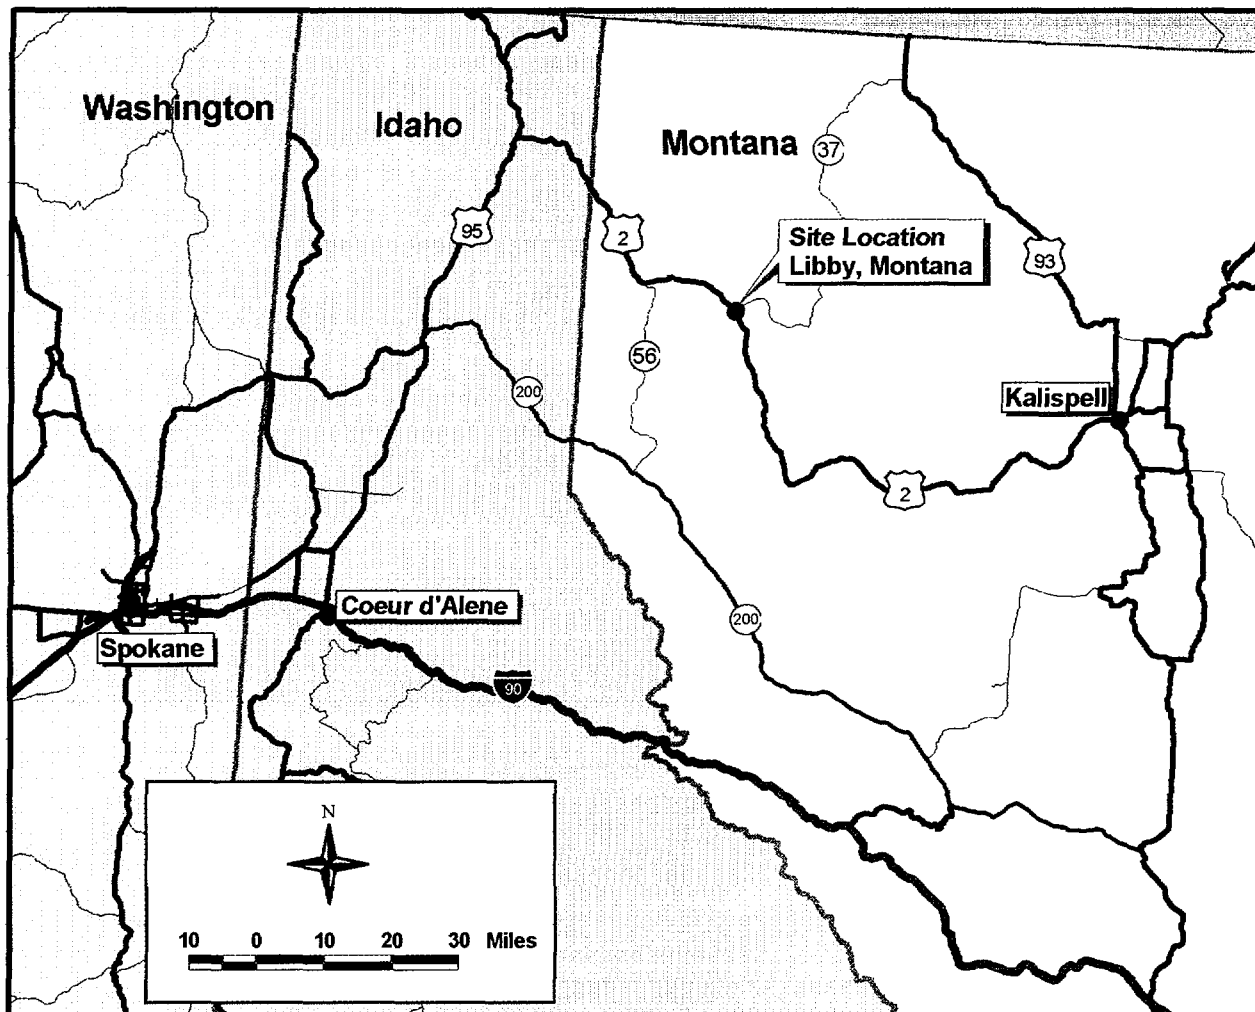 Washington
Idaho
Montana
37
95
2
Site Location
Libby, Montana
93
56
200
Kalispell
2
Coeur d'Alene
200
Spokane
90
N
10 0 10 20 30 Miles